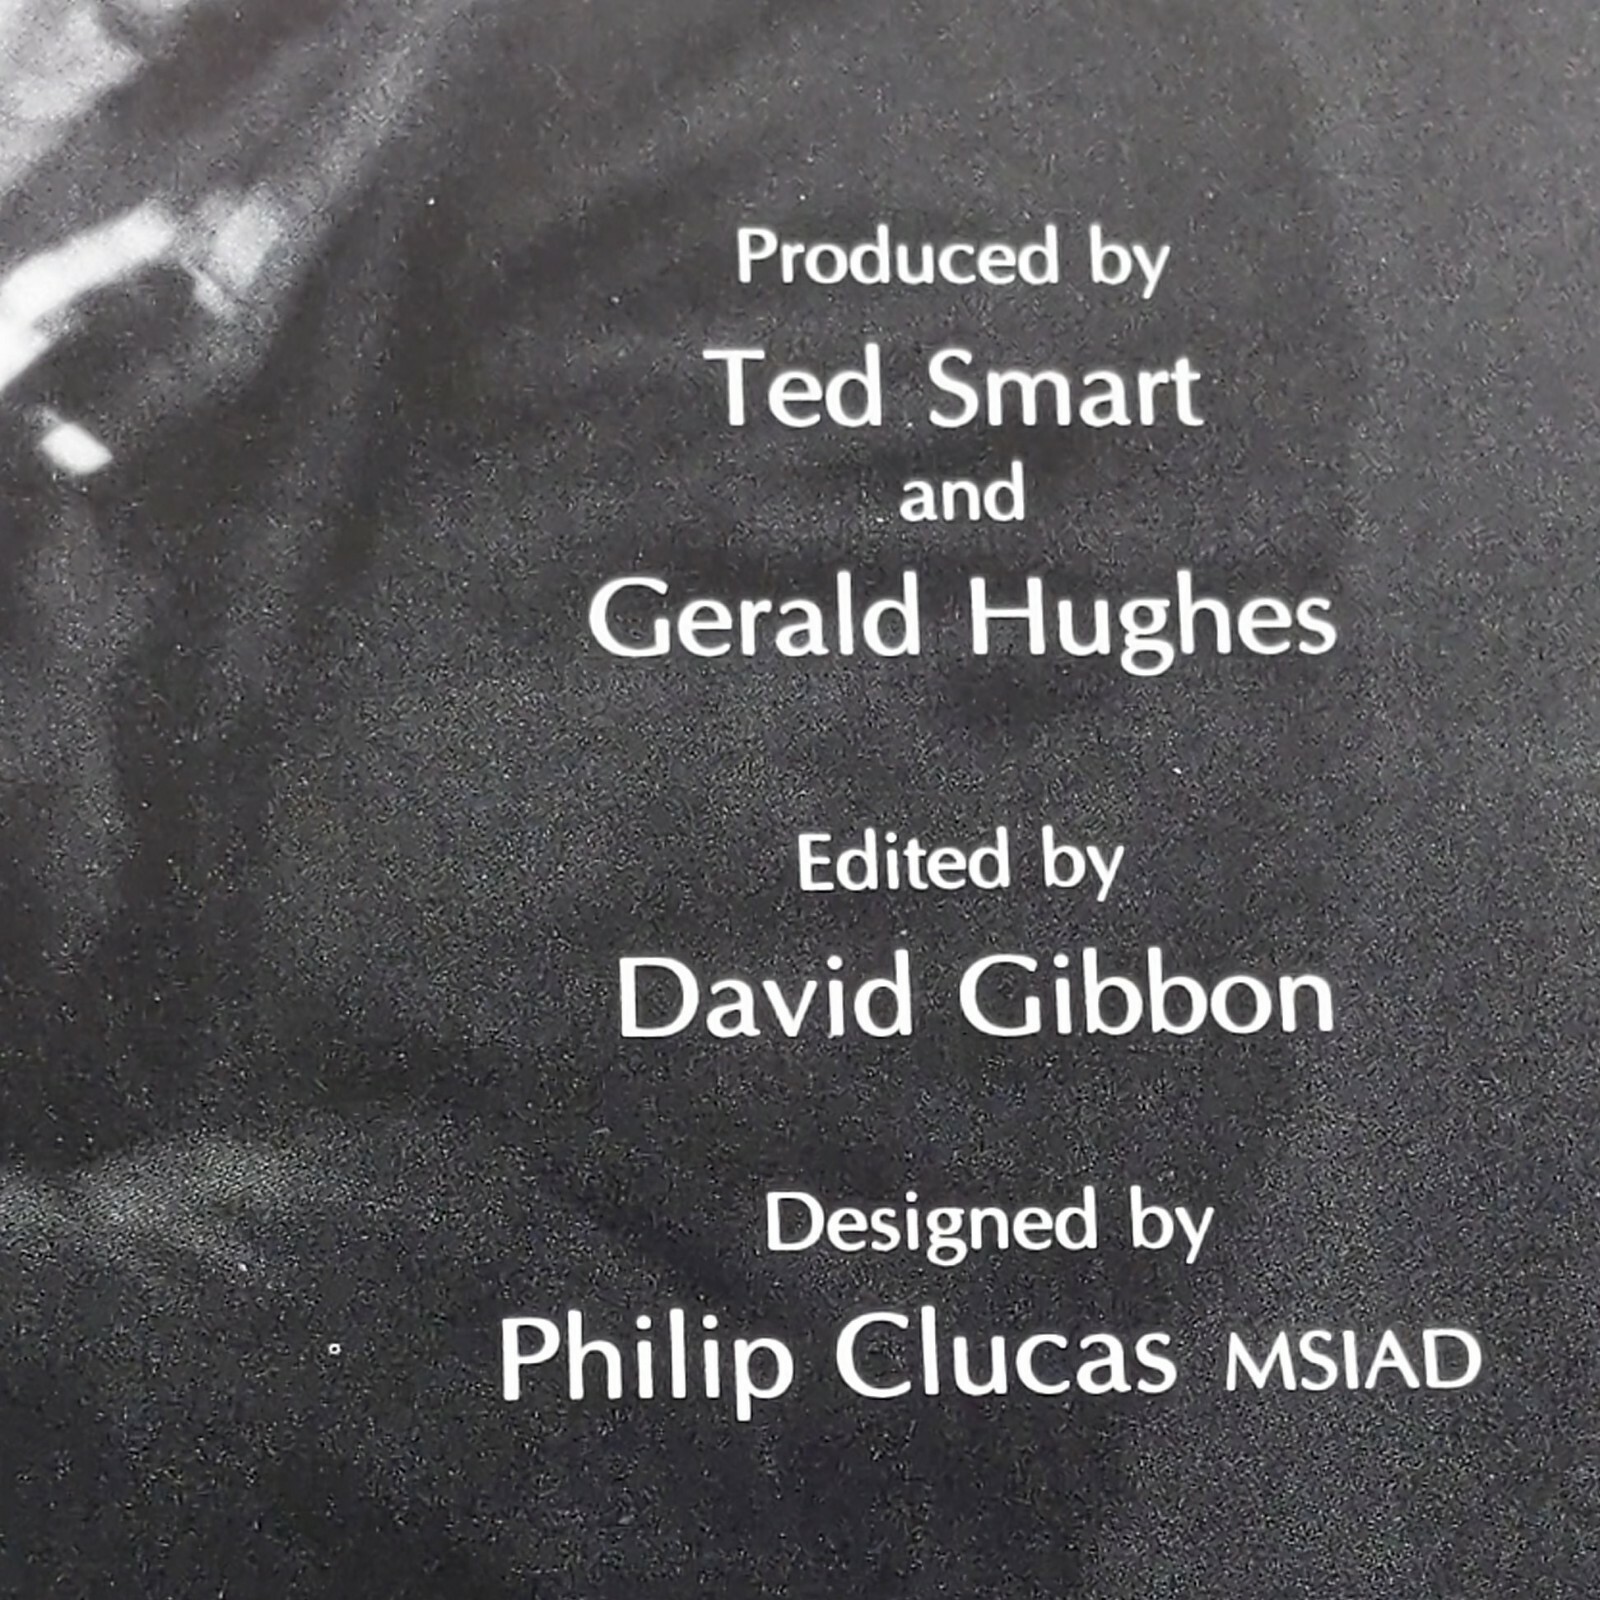 Produced by
Ted Smart
and
Gerald Hughes
Edited by
David Gibbon
Designed by
Philip Clucas MSIAD